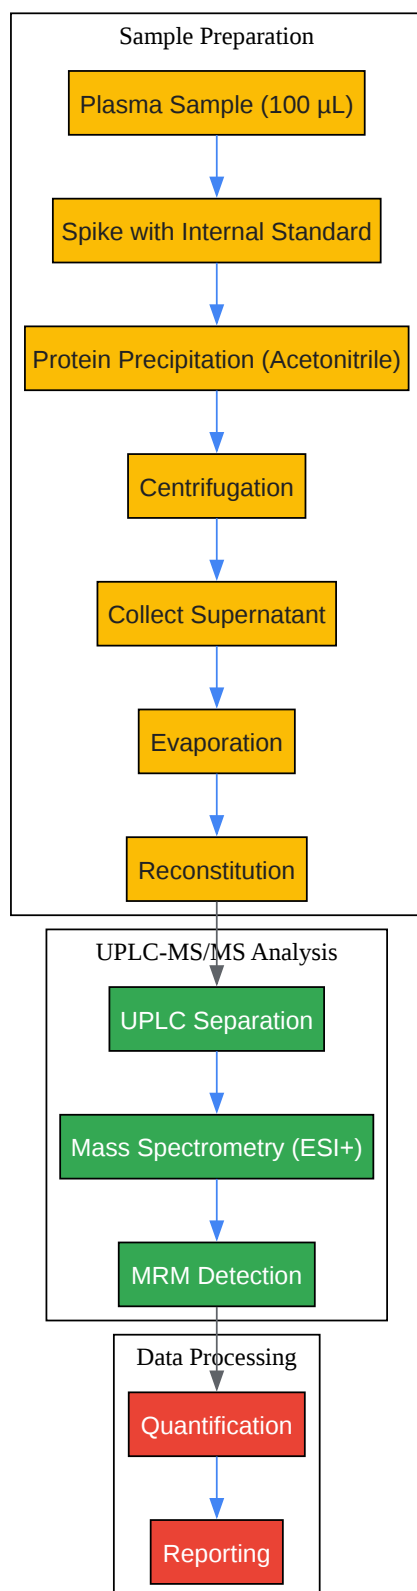 Sample Preparation
Plasma Sample (100 µL)
Spike with Internal Standard
Protein Precipitation (Acetonitrile)
Centrifugation
Collect Supernatant
Evaporation
Reconstitution
UPLC-MS/MS Analysis
UPLC Separation
Mass Spectrometry (ESI+)
MRM Detection
Data Processing
Quantification
Reporting